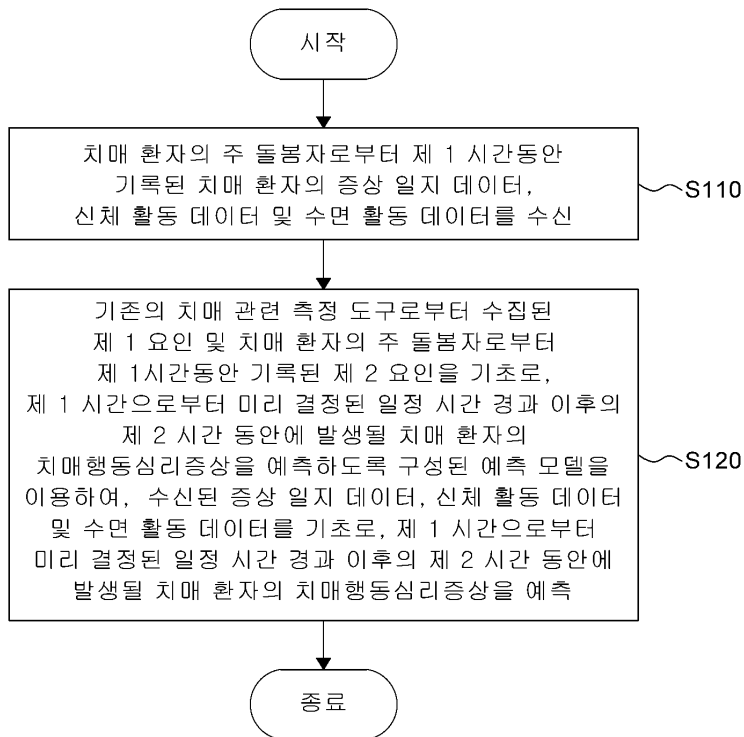 시작
치매 환자의 주 돌봄자로부터 제 1 시간동안
기록된 치매 환자의 증상 일지 데이터,
신체 활동 데이터 및 수면 활동 데이터를 수신
S110
기존의 치매 관련 측정 도구로부터 수집된
제 1 요인 및 치매 환자의 주 돌봄자로부터
제 1시간동안 기록된 제 2 요인을 기초로,
제 1 시간으로부터 미리 결정된 일정 시간 경과 이후의
제 2 시간 동안에 발생될 치매 환자의
치매행동심리증상을 예측하도록 구성된 예측 모델을
이용하여, 수신된 증상 일지 데이터, 신체 활동 데이터
및 수면 활동 데이터를 기초로, 제 1 시간으로부터
미리 결정된 일정 시간 경과 이후의 제 2 시간 동안에
발생될 치매 환자의 치매행동심리증상을 예측
S120
종료